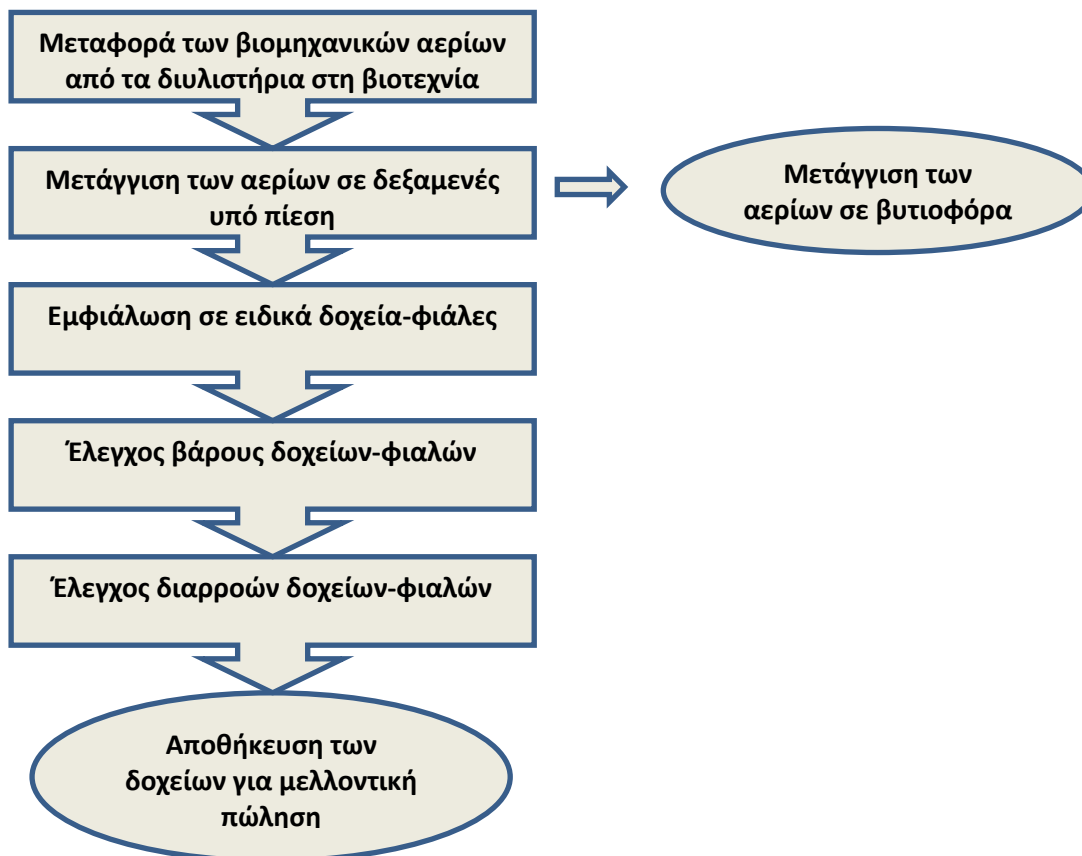 Μεταφορά των βιομηχανικών αερίων
από τα διυλιστήρια στη βιοτεχνία
Μετάγγιση των αερίων σε δεξαμενές
υπό πίεση
Μετάγγιση των
αερίων σε βυτιοφόρα
Εμφιάλωση σε ειδικά δοχεία-φιάλες
Έλεγχος βάρους δοχείων-φιαλών
Έλεγχος διαρροών δοχείων-φιαλών
Αποθήκευση των
δοχείων για μελλοντική
πώληση